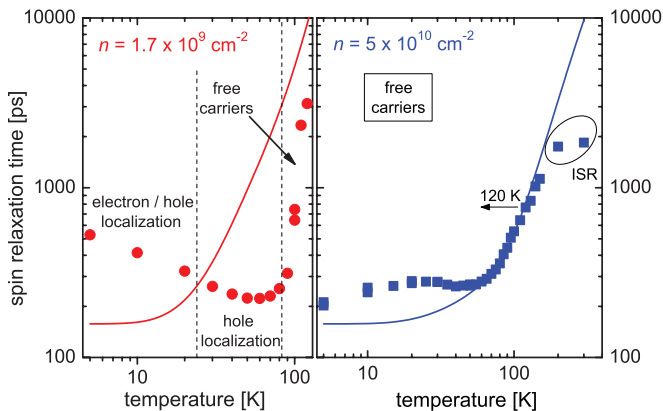 10000
n = 1.7 x 10⁹ cm⁻²
free
carriers
1000
electron / hole
localization
hole
localization
100
10
100
temperature [K]
spin relaxation time [ps]
n = 5 x 10¹⁰ cm⁻²
free
carriers
ISR
120 K
10
100
temperature [K]
10000
1000
100